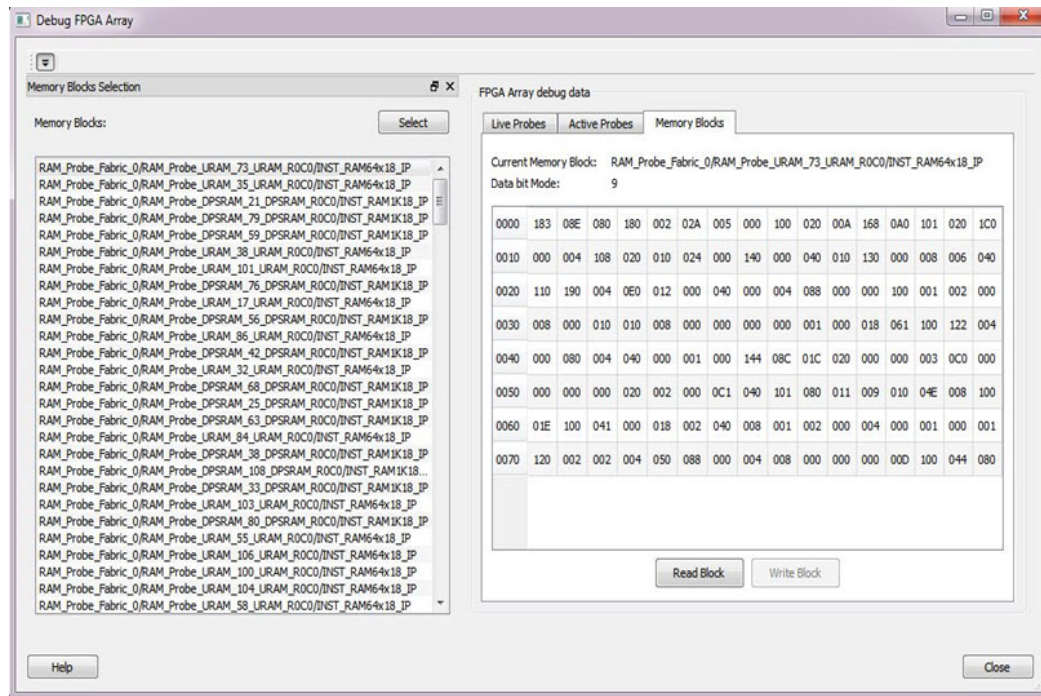 Debug FPGA Array
Memory Blocks Selection
Memory Blocks:
Select
RAM_Probe_Fabric_0/RAM_Probe_URAM_73_URAM_R0C0/INST_RAM64x18_IP
RAM_Probe_Fabric_0/RAM_Probe_URAM_35_URAM_R0C0/INST_RAM64x18_IP
RAM_Probe_Fabric_0/RAM_Probe_DPSRAM_21_DPSRAM_R0C0/INST_RAM1K18_IP
RAM_Probe_Fabric_0/RAM_Probe_DPSRAM_79_DPSRAM_R0C0/INST_RAM1K18_IP
RAM_Probe_Fabric_0/RAM_Probe_DPSRAM_59_DPSRAM_R0C0/INST_RAM1K18_IP
RAM_Probe_Fabric_0/RAM_Probe_URAM_38_URAM_R0C0/INST_RAM64x18_IP
RAM_Probe_Fabric_0/RAM_Probe_URAM_101_URAM_R0C0/INST_RAM64x18_IP
RAM_Probe_Fabric_0/RAM_Probe_DPSRAM_76_DPSRAM_R0C0/INST_RAM1K18_IP
RAM_Probe_Fabric_0/RAM_Probe_URAM_17_URAM_R0C0/INST_RAM64x18_IP
RAM_Probe_Fabric_0/RAM_Probe_DPSRAM_56_DPSRAM_R0C0/INST_RAM1K18_IP
RAM_Probe_Fabric_0/RAM_Probe_URAM_86_URAM_R0C0/INST_RAM64x18_IP
RAM_Probe_Fabric_0/RAM_Probe_DPSRAM_42_DPSRAM_R0C0/INST_RAM1K18_IP
RAM_Probe_Fabric_0/RAM_Probe_URAM_32_URAM_R0C0/INST_RAM64x18_IP
RAM_Probe_Fabric_0/RAM_Probe_DPSRAM_68_DPSRAM_R0C0/INST_RAM1K18_IP
RAM_Probe_Fabric_0/RAM_Probe_DPSRAM_25_DPSRAM_R0C0/INST_RAM1K18_IP
RAM_Probe_Fabric_0/RAM_Probe_DPSRAM_63_DPSRAM_R0C0/INST_RAM1K18_IP
RAM_Probe_Fabric_0/RAM_Probe_URAM_84_URAM_R0C0/INST_RAM64x18_IP
RAM_Probe_Fabric_0/RAM_Probe_DPSRAM_38_DPSRAM_R0C0/INST_RAM1K18_IP
RAM_Probe_Fabric_0/RAM_Probe_DPSRAM_108_DPSRAM_R0C0/INST_RAM1K18...
RAM_Probe_Fabric_0/RAM_Probe_DPSRAM_33_DPSRAM_R0C0/INST_RAM1K18_IP
RAM_Probe_Fabric_0/RAM_Probe_URAM_103_URAM_R0C0/INST_RAM64x18_IP
RAM_Probe_Fabric_0/RAM_Probe_DPSRAM_80_DPSRAM_R0C0/INST_RAM1K18_IP
RAM_Probe_Fabric_0/RAM_Probe_URAM_55_URAM_R0C0/INST_RAM64x18_IP
RAM_Probe_Fabric_0/RAM_Probe_URAM_106_URAM_R0C0/INST_RAM64x18_IP
RAM_Probe_Fabric_0/RAM_Probe_URAM_100_URAM_R0C0/INST_RAM64x18_IP
RAM_Probe_Fabric_0/RAM_Probe_URAM_104_URAM_R0C0/INST_RAM64x18_IP
RAM_Probe_Fabric_0/RAM_Probe_URAM_58_URAM_R0C0/INST_RAM64x18_IP
FPGA Array debug data
Live Probes Active Probes Memory Blocks
Current Memory Block: RAM_Probe_Fabric_0/RAM_Probe_URAM_73_URAM_R0C0/INST_RAM64x18_IP
Data bit Mode: 9
0000 183 08E 080 180 002 02A 005 000 100 020 00A 168 0A0 101 020 1C0
0010 000 004 108 020 010 024 000 140 000 040 010 130 000 008 006 040
0020 110 190 004 0E0 012 000 040 000 004 088 000 000 100 001 002 000
0030 008 000 010 010 008 000 000 000 000 001 000 018 061 100 122 004
0040 000 080 004 040 000 001 000 144 08C 01C 020 000 000 003 0C0 000
0050 000 000 000 020 002 000 0C1 040 101 080 011 009 010 04E 008 100
0060 01E 100 041 000 018 002 040 008 001 002 000 004 000 001 000 001
0070 120 002 002 004 050 088 000 004 008 000 000 000 00D 100 044 080
Read Block Write Block
Help Close